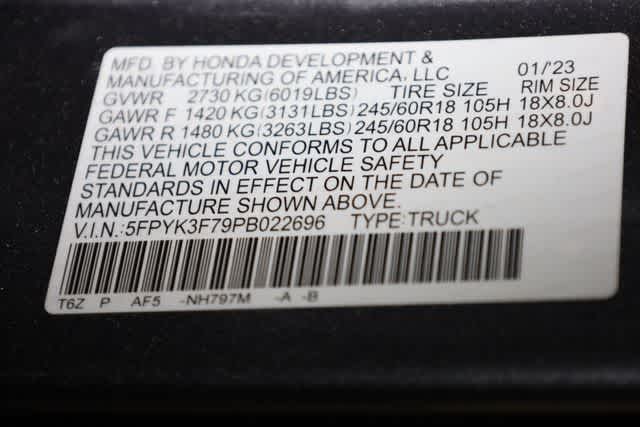 MFD. BY HONDA DEVELOPMENT &
MANUFACTURING OF AMERICA, LLC 01/'23
GVWR 2730 KG(6019LBS) TIRE SIZE RIM SIZE
GAWR F 1420 KG(3131LBS) 245/60R18 105H 18X8.0J
GAWR R 1480 KG(3263LBS) 245/60R18 105H 18X8.0J
THIS VEHICLE CONFORMS TO ALL APPLICABLE
FEDERAL MOTOR VEHICLE SAFETY
STANDARDS IN EFFECT ON THE DATE OF
MANUFACTURE SHOWN ABOVE.
V.I.N.:5FPYK3F79PB022696 TYPE:TRUCK
T6Z P AF5 -NH797M -A -B